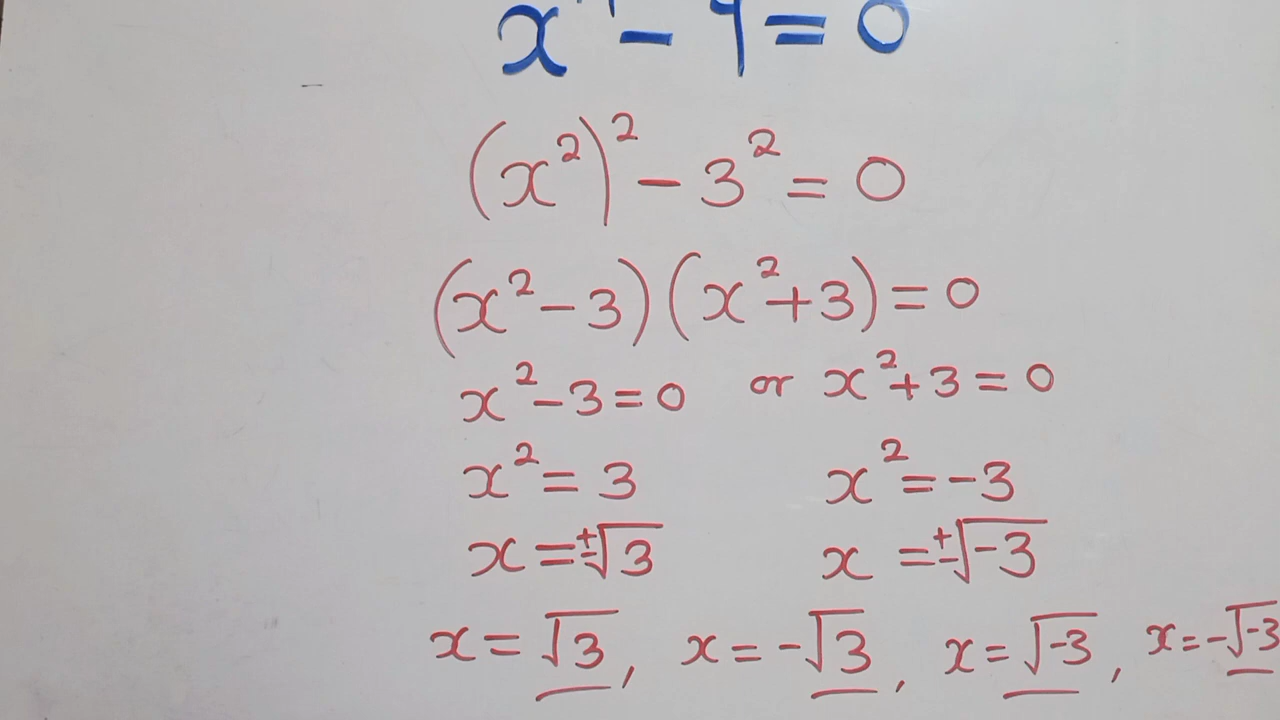 x⁴ − 9 = 0
(x²)² − 3² = 0
(x² − 3)(x² + 3) = 0
x² − 3 = 0 or x² + 3 = 0
x² = 3 x² = −3
x = ±√3 x = ±√−3
x = √3, x = −√3, x = √−3, x = −√−3